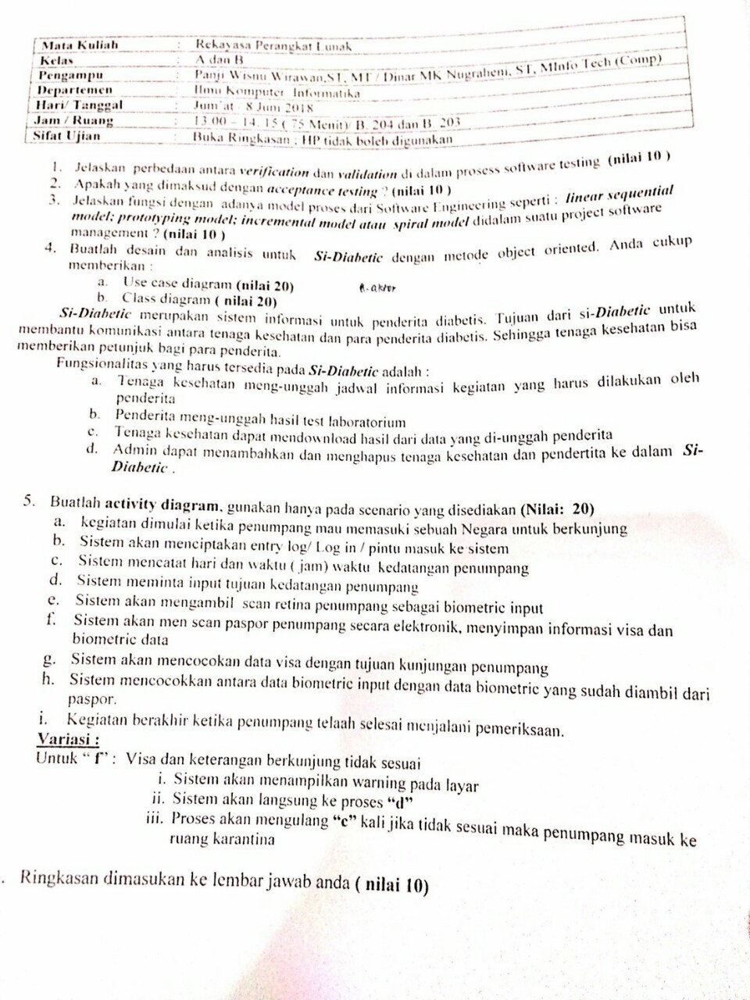 Mata Kuliah : Rekayasa Perangkat Lunak
Kelas : A dan B
Pengampu : Panji Wisnu Wirawan,ST, MT / Dinar MK Nugraheni, ST, MInfo Tech (Comp)
Departemen : Ilmu Komputer Informatika
Hari/ Tanggal : Jum'at 8 Juni 2018
Jam / Ruang : 13.00 - 14. 15 ( 75 Menit)/ B. 204 dan B. 203
Sifat Ujian : Buka Ringkasan ; HP tidak boleh digunakan
1. Jelaskan perbedaan antara verification dan validation di dalam prosess software testing (nilai 10 )
2. Apakah yang dimaksud dengan acceptance testing ? (nilai 10 )
3. Jelaskan fungsi dengan adanya model proses dari Software Engineering seperti : linear sequential
model; prototyping model; incremental model atau spiral model didalam suatu project software
management ? (nilai 10 )
4. Buatlah desain dan analisis untuk Si-Diabetic dengan metode object oriented. Anda cukup
memberikan :
a. Use case diagram (nilai 20)
b. Class diagram ( nilai 20)
Si-Diabetic merupakan sistem informasi untuk penderita diabetis. Tujuan dari si-Diabetic untuk
membantu komunikasi antara tenaga kesehatan dan para penderita diabetis. Sehingga tenaga kesehatan bisa
memberikan petunjuk bagi para penderita.
Fungsionalitas yang harus tersedia pada Si-Diabetic adalah :
a. Tenaga kesehatan meng-unggah jadwal informasi kegiatan yang harus dilakukan oleh
penderita
b. Penderita meng-unggah hasil test laboratorium
c. Tenaga kesehatan dapat mendownload hasil dari data yang di-unggah penderita
d. Admin dapat menambahkan dan menghapus tenaga kesehatan dan pendertita ke dalam Si-
Diabetic .
5. Buatlah activity diagram, gunakan hanya pada scenario yang disediakan (Nilai: 20)
a. kegiatan dimulai ketika penumpang mau memasuki sebuah Negara untuk berkunjung
b. Sistem akan menciptakan entry log/ Log in / pintu masuk ke sistem
c. Sistem mencatat hari dan waktu ( jam) waktu kedatangan penumpang
d. Sistem meminta input tujuan kedatangan penumpang
e. Sistem akan mengambil scan retina penumpang sebagai biometric input
f. Sistem akan men scan paspor penumpang secara elektronik, menyimpan informasi visa dan
biometric data
g. Sistem akan mencocokan data visa dengan tujuan kunjungan penumpang
h. Sistem mencocokkan antara data biometric input dengan data biometric yang sudah diambil dari
paspor.
i. Kegiatan berakhir ketika penumpang telaah selesai menjalani pemeriksaan.
Variasi :
Untuk " f" : Visa dan keterangan berkunjung tidak sesuai
i. Sistem akan menampilkan warning pada layar
ii. Sistem akan langsung ke proses "d"
iii. Proses akan mengulang "c" kali jika tidak sesuai maka penumpang masuk ke
ruang karantina
. Ringkasan dimasukan ke lembar jawab anda ( nilai 10)